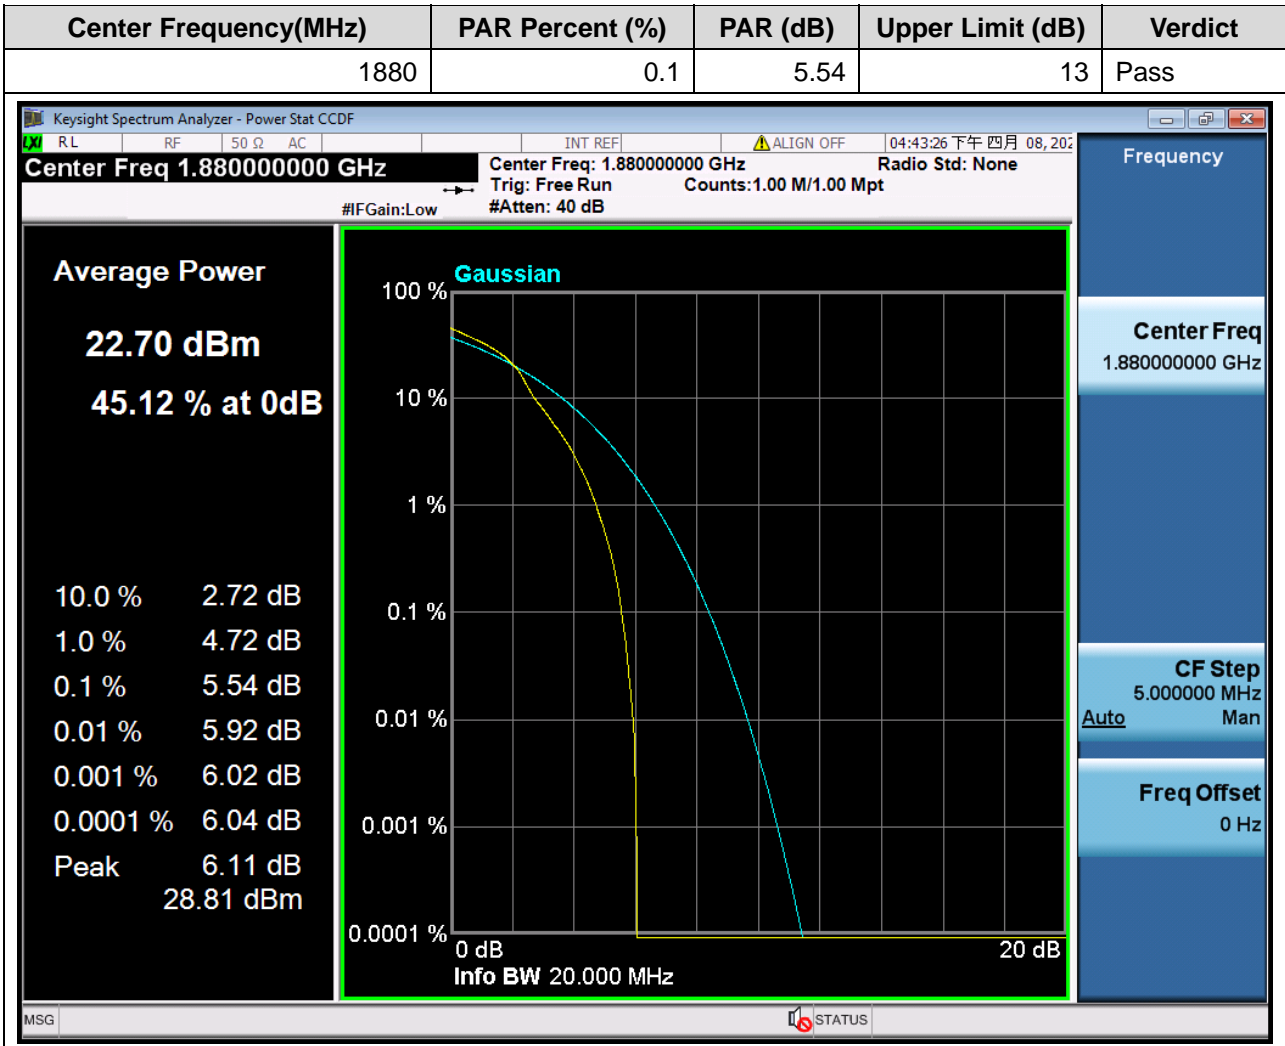 Center Frequency(MHz) PAR Percent (%) PAR (dB) Upper Limit (dB) Verdict
1880 0.1 5.54 13 Pass
Keysight Spectrum Analyzer - Power Stat CCDF
LXI RL RF 50 Ω AC INT REF ALIGN OFF 04:43:26 下午 四月 08, 202
Center Freq 1.880000000 GHz
Center Freq: 1.880000000 GHz Radio Std: None
Trig: Free Run Counts:1.00 M/1.00 Mpt
#IFGain:Low #Atten: 40 dB
Average Power
22.70 dBm
45.12 % at 0dB
10.0 % 2.72 dB
1.0 % 4.72 dB
0.1 % 5.54 dB
0.01 % 5.92 dB
0.001 % 6.02 dB
0.0001 % 6.04 dB
Peak 6.11 dB
28.81 dBm
Gaussian
100 %
10 %
1 %
0.1 %
0.01 %
0.001 %
0.0001 %
0 dB 20 dB
Info BW 20.000 MHz
Frequency
Center Freq
1.880000000 GHz
CF Step
5.000000 MHz
Auto Man
Freq Offset
0 Hz
MSG STATUS